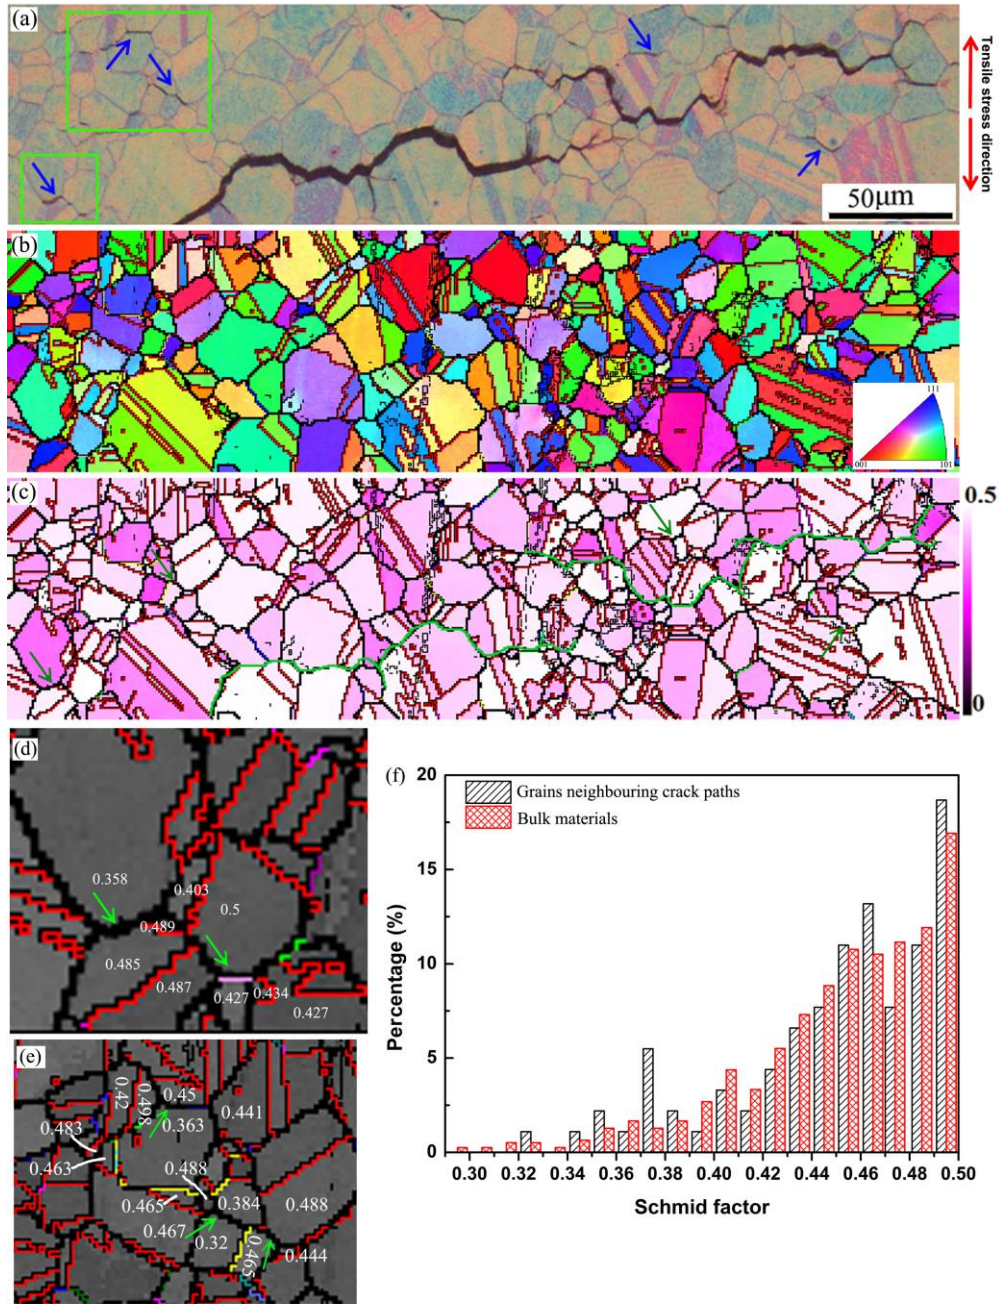 (a)
Tensile stress direction
50μm
(b)
111
001
101
(c)
0.5
0
(d)
0.358
0.403
0.5
0.489
0.485
0.487
0.427
0.434
0.427
(e)
0.42
0.498
0.45
0.363
0.441
0.483
0.463
0.488
0.465
0.384
0.488
0.467
0.32
0.465
0.444
(f)
20
15
10
5
0
Percentage (%)
Grains neighbouring crack paths
Bulk materials
0.30 0.32 0.34 0.36 0.38 0.40 0.42 0.44 0.46 0.48 0.50
Schmid factor